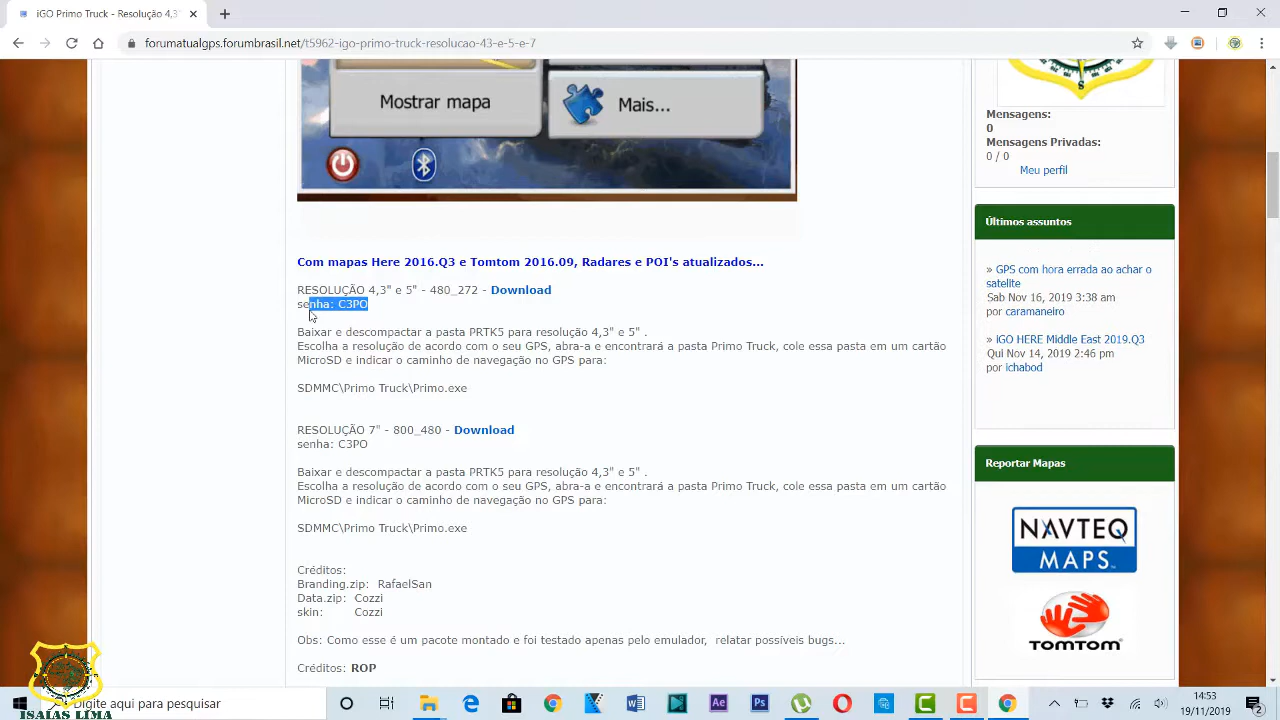 iGO Primo Truck - Resolução 4,3"
forumatualgps.forumbrasil.net/t5962-igo-primo-truck-resolucao-43-e-5-e-7
Mostrar mapa
Mais...
Com mapas Here 2016.Q3 e Tomtom 2016.09, Radares e POI's atualizados...
RESOLUÇÃO 4,3" e 5" - 480_272 - Download
senha: C3PO
Baixar e descompactar a pasta PRTK5 para resolução 4,3" e 5" .
Escolha a resolução de acordo com o seu GPS, abra-a e encontrará a pasta Primo Truck, cole essa pasta em um cartão
MicroSD e indicar o caminho de navegação no GPS para:
SDMMC\Primo Truck\Primo.exe
RESOLUÇÃO 7" - 800_480 - Download
senha: C3PO
Baixar e descompactar a pasta PRTK5 para resolução 4,3" e 5" .
Escolha a resolução de acordo com o seu GPS, abra-a e encontrará a pasta Primo Truck, cole essa pasta em um cartão
MicroSD e indicar o caminho de navegação no GPS para:
SDMMC\Primo Truck\Primo.exe
Créditos:
Branding.zip: RafaelSan
Data.zip: Cozzi
skin: Cozzi
Obs: Como esse é um pacote montado e foi testado apenas pelo emulador, relatar possíveis bugs...
Créditos: ROP
Mensagens:
0
Mensagens Privadas:
0 / 0
Meu perfil
Últimos assuntos
» GPS com hora errada ao achar o
satelite
Sab Nov 16, 2019 3:38 am
por caramaneiro
» iGO HERE Middle East 2019.Q3
Qui Nov 14, 2019 2:46 pm
por ichabod
Reportar Mapas
NAVTEQ
MAPS
TOMTOM
ISAIAS LIMA
Digite aqui para pesquisar
Ae
Ps
14:53
19/11/2019
2